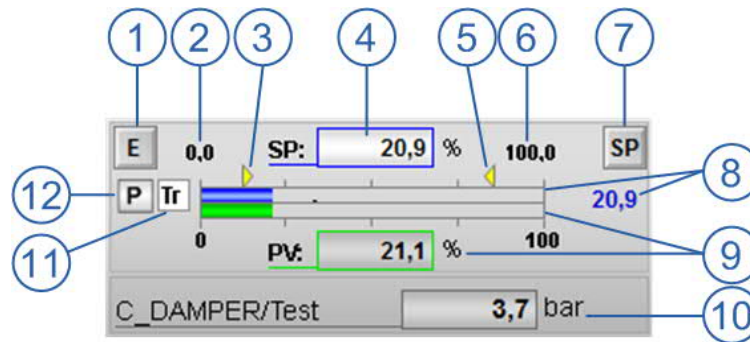 1 2 3 4 5 6 7
E 0,0 SP: 20,9 % 100,0 SP
12 P Tr 20,9 8
0 100
11 PV: 21,1 % 9
C_DAMPER/Test 3,7 bar 10